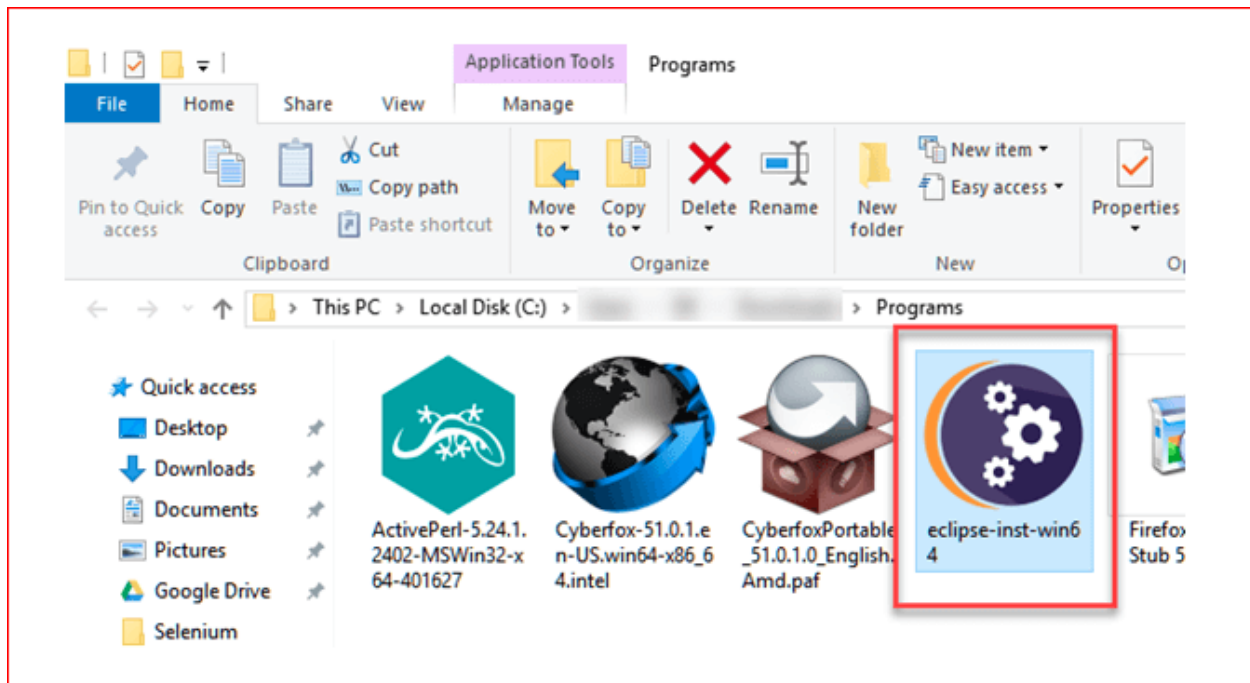 Application Tools
Programs
File
Home
Share
View
Manage
Pin to Quick
access
Copy
Paste
Cut
Copy path
Paste shortcut
Move
to
Copy
to
Delete
Rename
New
folder
New item
Easy access
Properties
Clipboard
Organize
New
This PC > Local Disk (C:) > > Programs
Quick access
Desktop
Downloads
Documents
Pictures
Google Drive
Selenium
ActivePerl-5.24.1.
2402-MSWin32-x
64-401627
Cyberfox-51.0.1.e
n-US.win64-x86_6
4.intel
CyberfoxPortable
_51.0.1.0_English.
Amd.paf
eclipse-inst-win6
4
Firefox
Stub 5